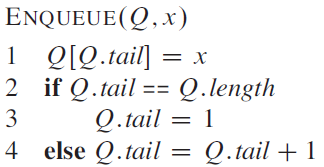 ENQUEUE(Q, x)
1 Q[Q.tail] = x
2 if Q.tail == Q.length
3 Q.tail = 1
4 else Q.tail = Q.tail + 1